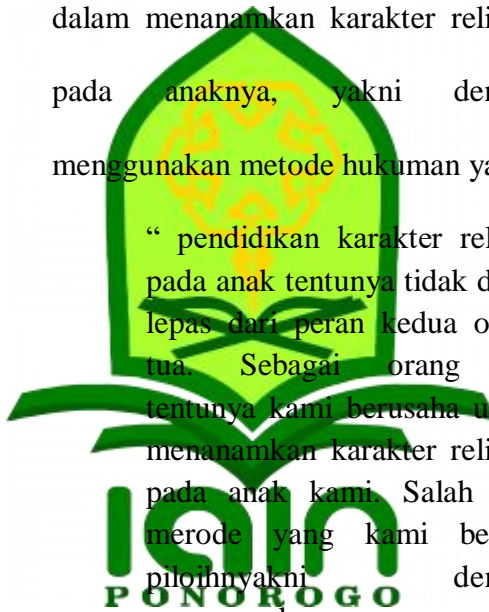 dalam menanamkan karakter reli
pada anaknya, yakni den
menggunakan metode hukuman ya
“ pendidikan karakter rel
pada anak tentunya tidak d
lepas dari peran kedua o
tua. Sebagai orang
tentunya kami berusaha u
menanamkan karakter reli
pada anak kami. Salah
merode yang kami be
piloihnyakni den
iain
PONOROGO